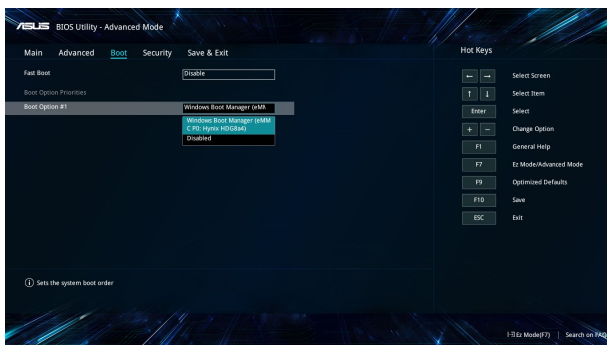 ASUS BIOS Utility - Advanced Mode
Main Advanced Boot Security Save & Exit
Hot Keys
Fast Boot Disable
Boot Option Priorities
Boot Option #1 Windows Boot Manager (eMM
Windows Boot Manager (eMM
C P0: Hynix HDG8a4)
Disabled
← → Select Screen
↑ ↓ Select Item
Enter Select
+ − Change Option
F1 General Help
F7 Ez Mode/Advanced Mode
F9 Optimized Defaults
F10 Save
ESC Exit
Sets the system boot order
Ez Mode(F7) | Search on FAQ